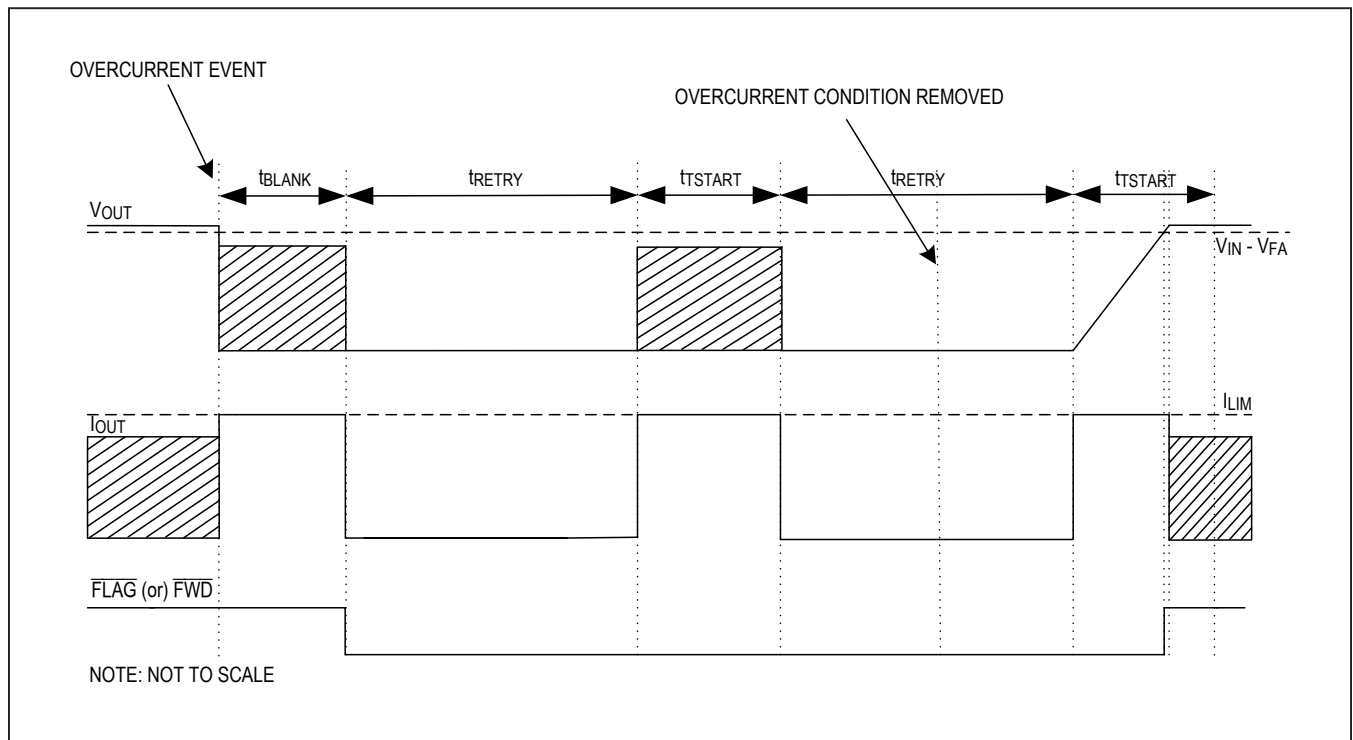 OVERCURRENT EVENT
OVERCURRENT CONDITION REMOVED
tBLANK
tRETRY
tTSTART
tRETRY
tTSTART
VOUT
VIN - VFA
ILIM
IOUT
FLAG (or) FWD
NOTE: NOT TO SCALE